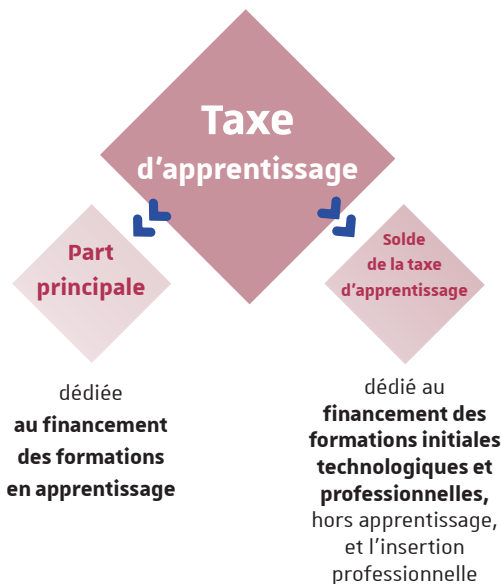 Taxe
d'apprentissage
Part
principale
dédiée
au financement
des formations
en apprentissage
Solde
de la taxe
d'apprentissage
dédié au
financement des
formations initiales
technologiques et
professionnelles,
hors apprentissage,
et l'insertion
professionnelle